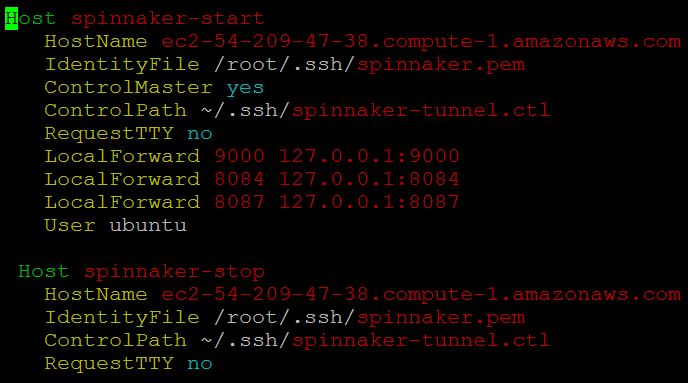 Host spinnaker-start
HostName ec2-54-209-47-38.compute-1.amazonaws.com
IdentityFile /root/.ssh/spinnaker.pem
ControlMaster yes
ControlPath ~/.ssh/spinnaker-tunnel.ctl
RequestTTY no
LocalForward 9000 127.0.0.1:9000
LocalForward 8084 127.0.0.1:8084
LocalForward 8087 127.0.0.1:8087
User ubuntu
Host spinnaker-stop
HostName ec2-54-209-47-38.compute-1.amazonaws.com
IdentityFile /root/.ssh/spinnaker.pem
ControlPath ~/.ssh/spinnaker-tunnel.ctl
RequestTTY no